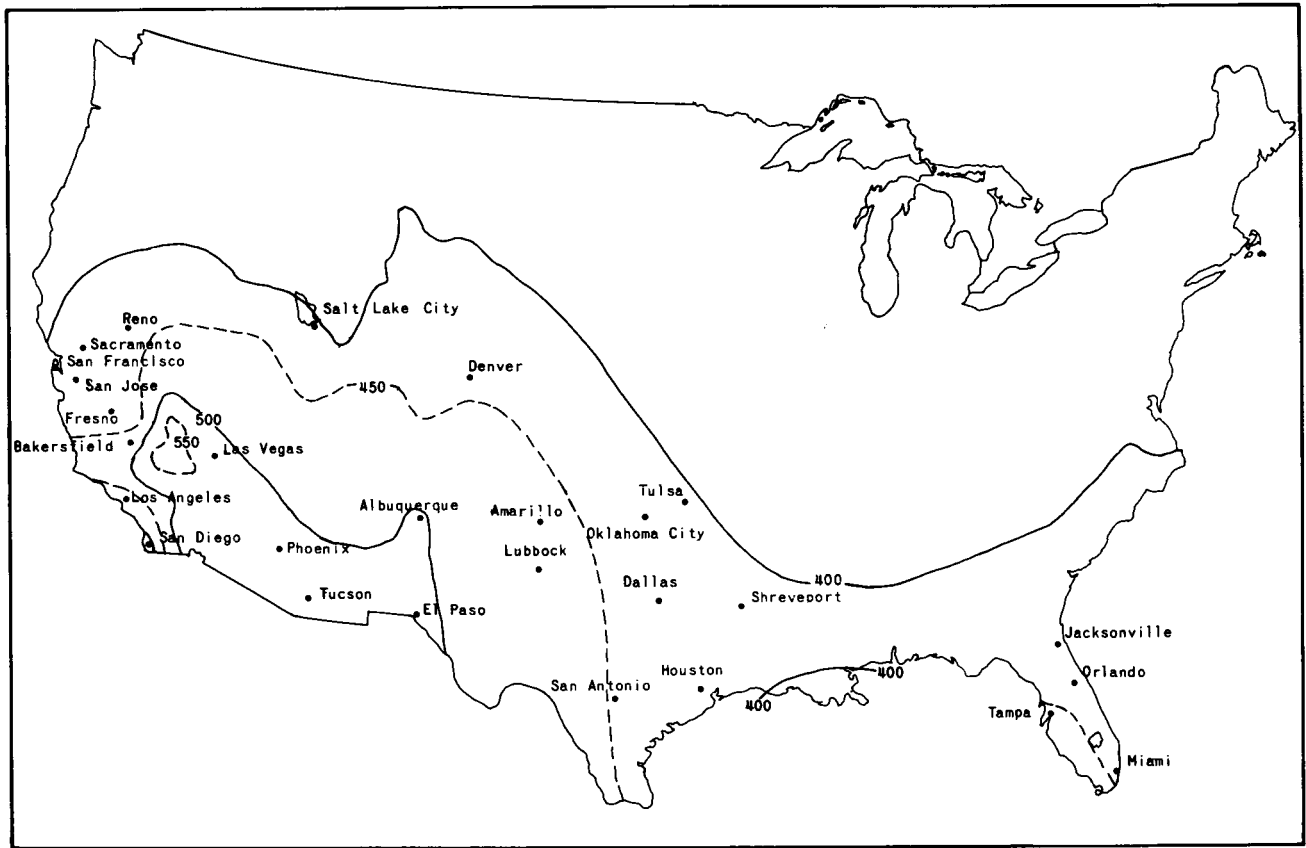 Salt Lake City
Reno
Sacramento
San Francisco
San Jose
Denver
450
Fresno
500
Bakersfield
550
Las Vegas
Los Angeles
Albuquerque
Amarillo
Tulsa
Oklahoma City
San Diego
Phoenix
Lubbock
400
Dallas
Shreveport
Tucson
El Paso
Jacksonville
Houston
400
Orlando
San Antonio
400
Tampa
Miami